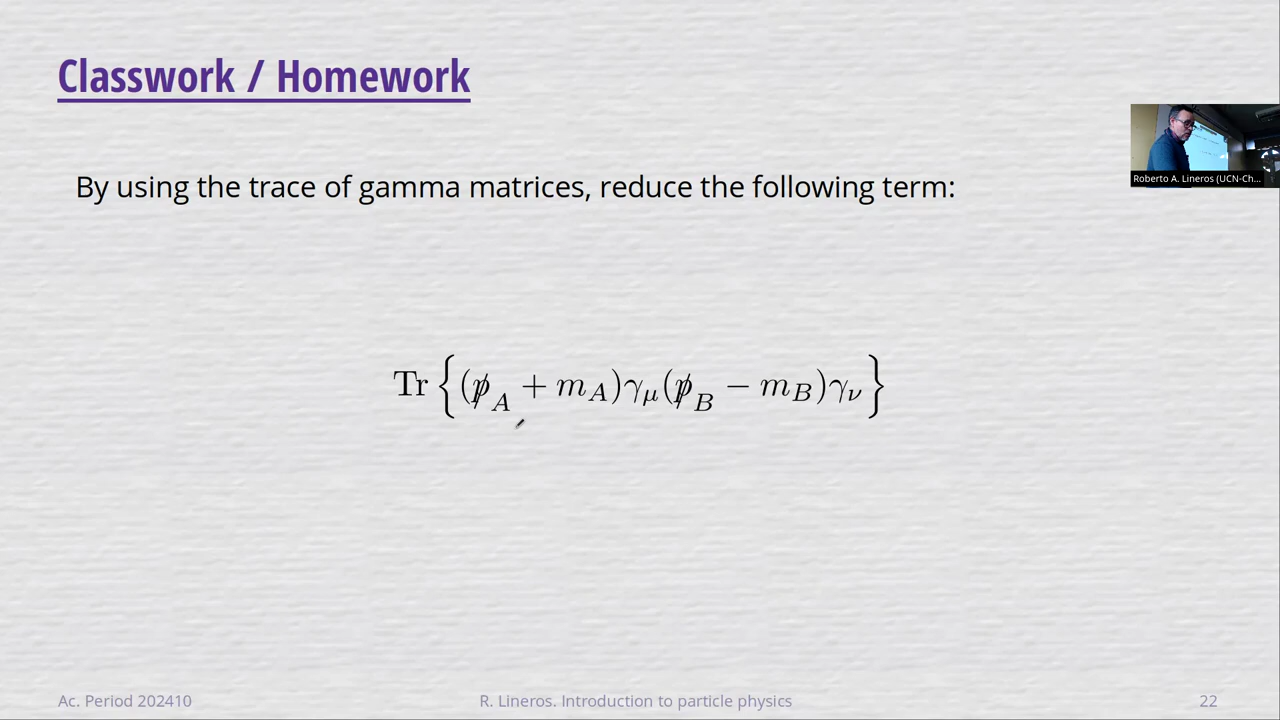 Classwork / Homework
By using the trace of gamma matrices, reduce the following term:
Roberto A. Lineros (UCN-Ch...
Tr{(p̸_A + m_A)γ_μ(p̸_B − m_B)γ_ν}
Ac. Period 202410
R. Lineros. Introduction to particle physics
22